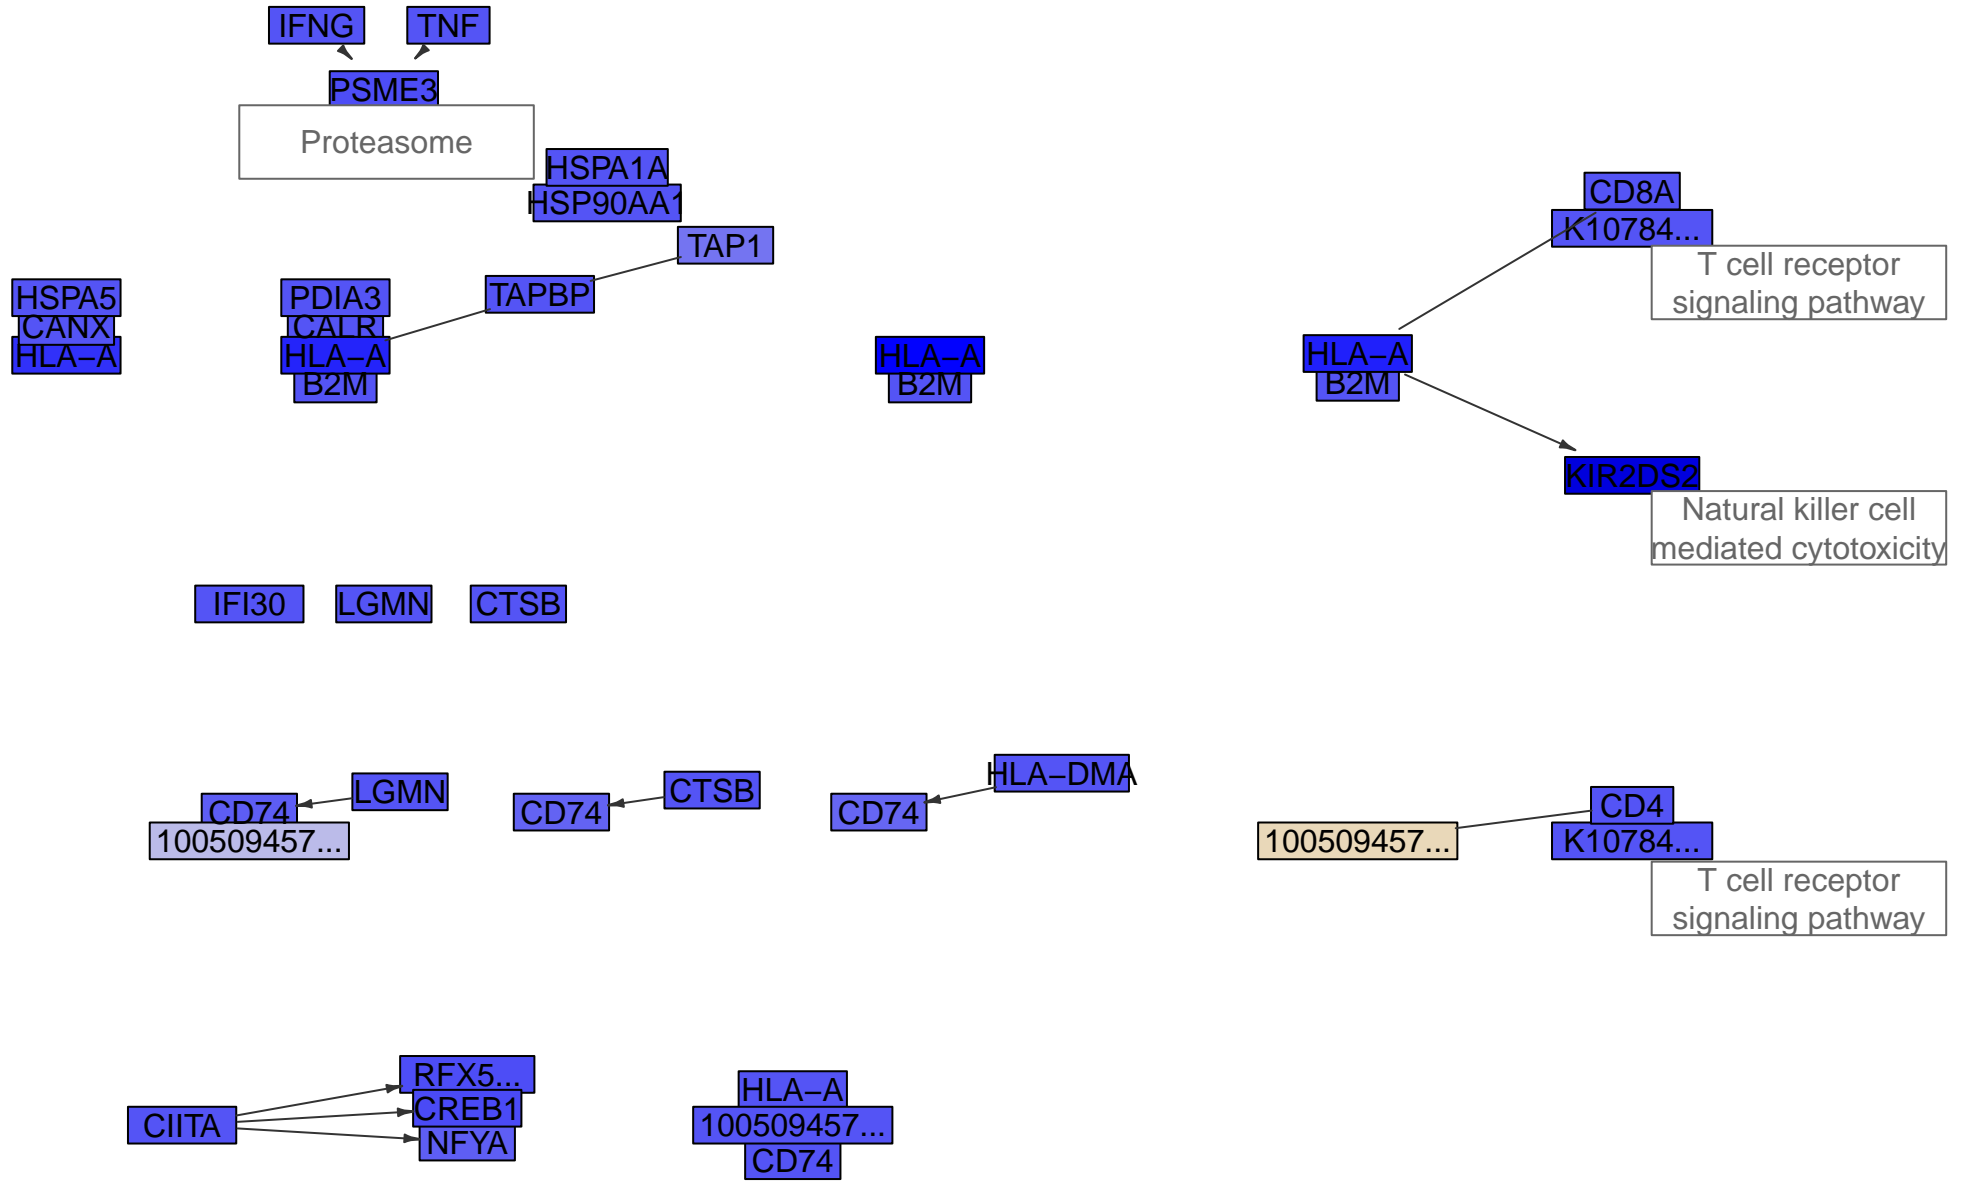 IFNG
TNF
PSME3
Proteasome
HSPA1A
HSP90AA1
TAP1
TAPBP
CD8A
K10784...
T cell receptor
signaling pathway
HSPA5
CANX
HLA−A
PDIA3
CALR
HLA−A
B2M
HLA−A
B2M
HLA−A
B2M
KIR2DS2
Natural killer cell
mediated cytotoxicity
IFI30
LGMN
CTSB
CD74
100509457...
LGMN
CD74
CTSB
CD74
HLA−DMA
100509457...
CD4
K10784...
T cell receptor
signaling pathway
CIITA
RFX5...
CREB1
NFYA
HLA−A
100509457...
CD74